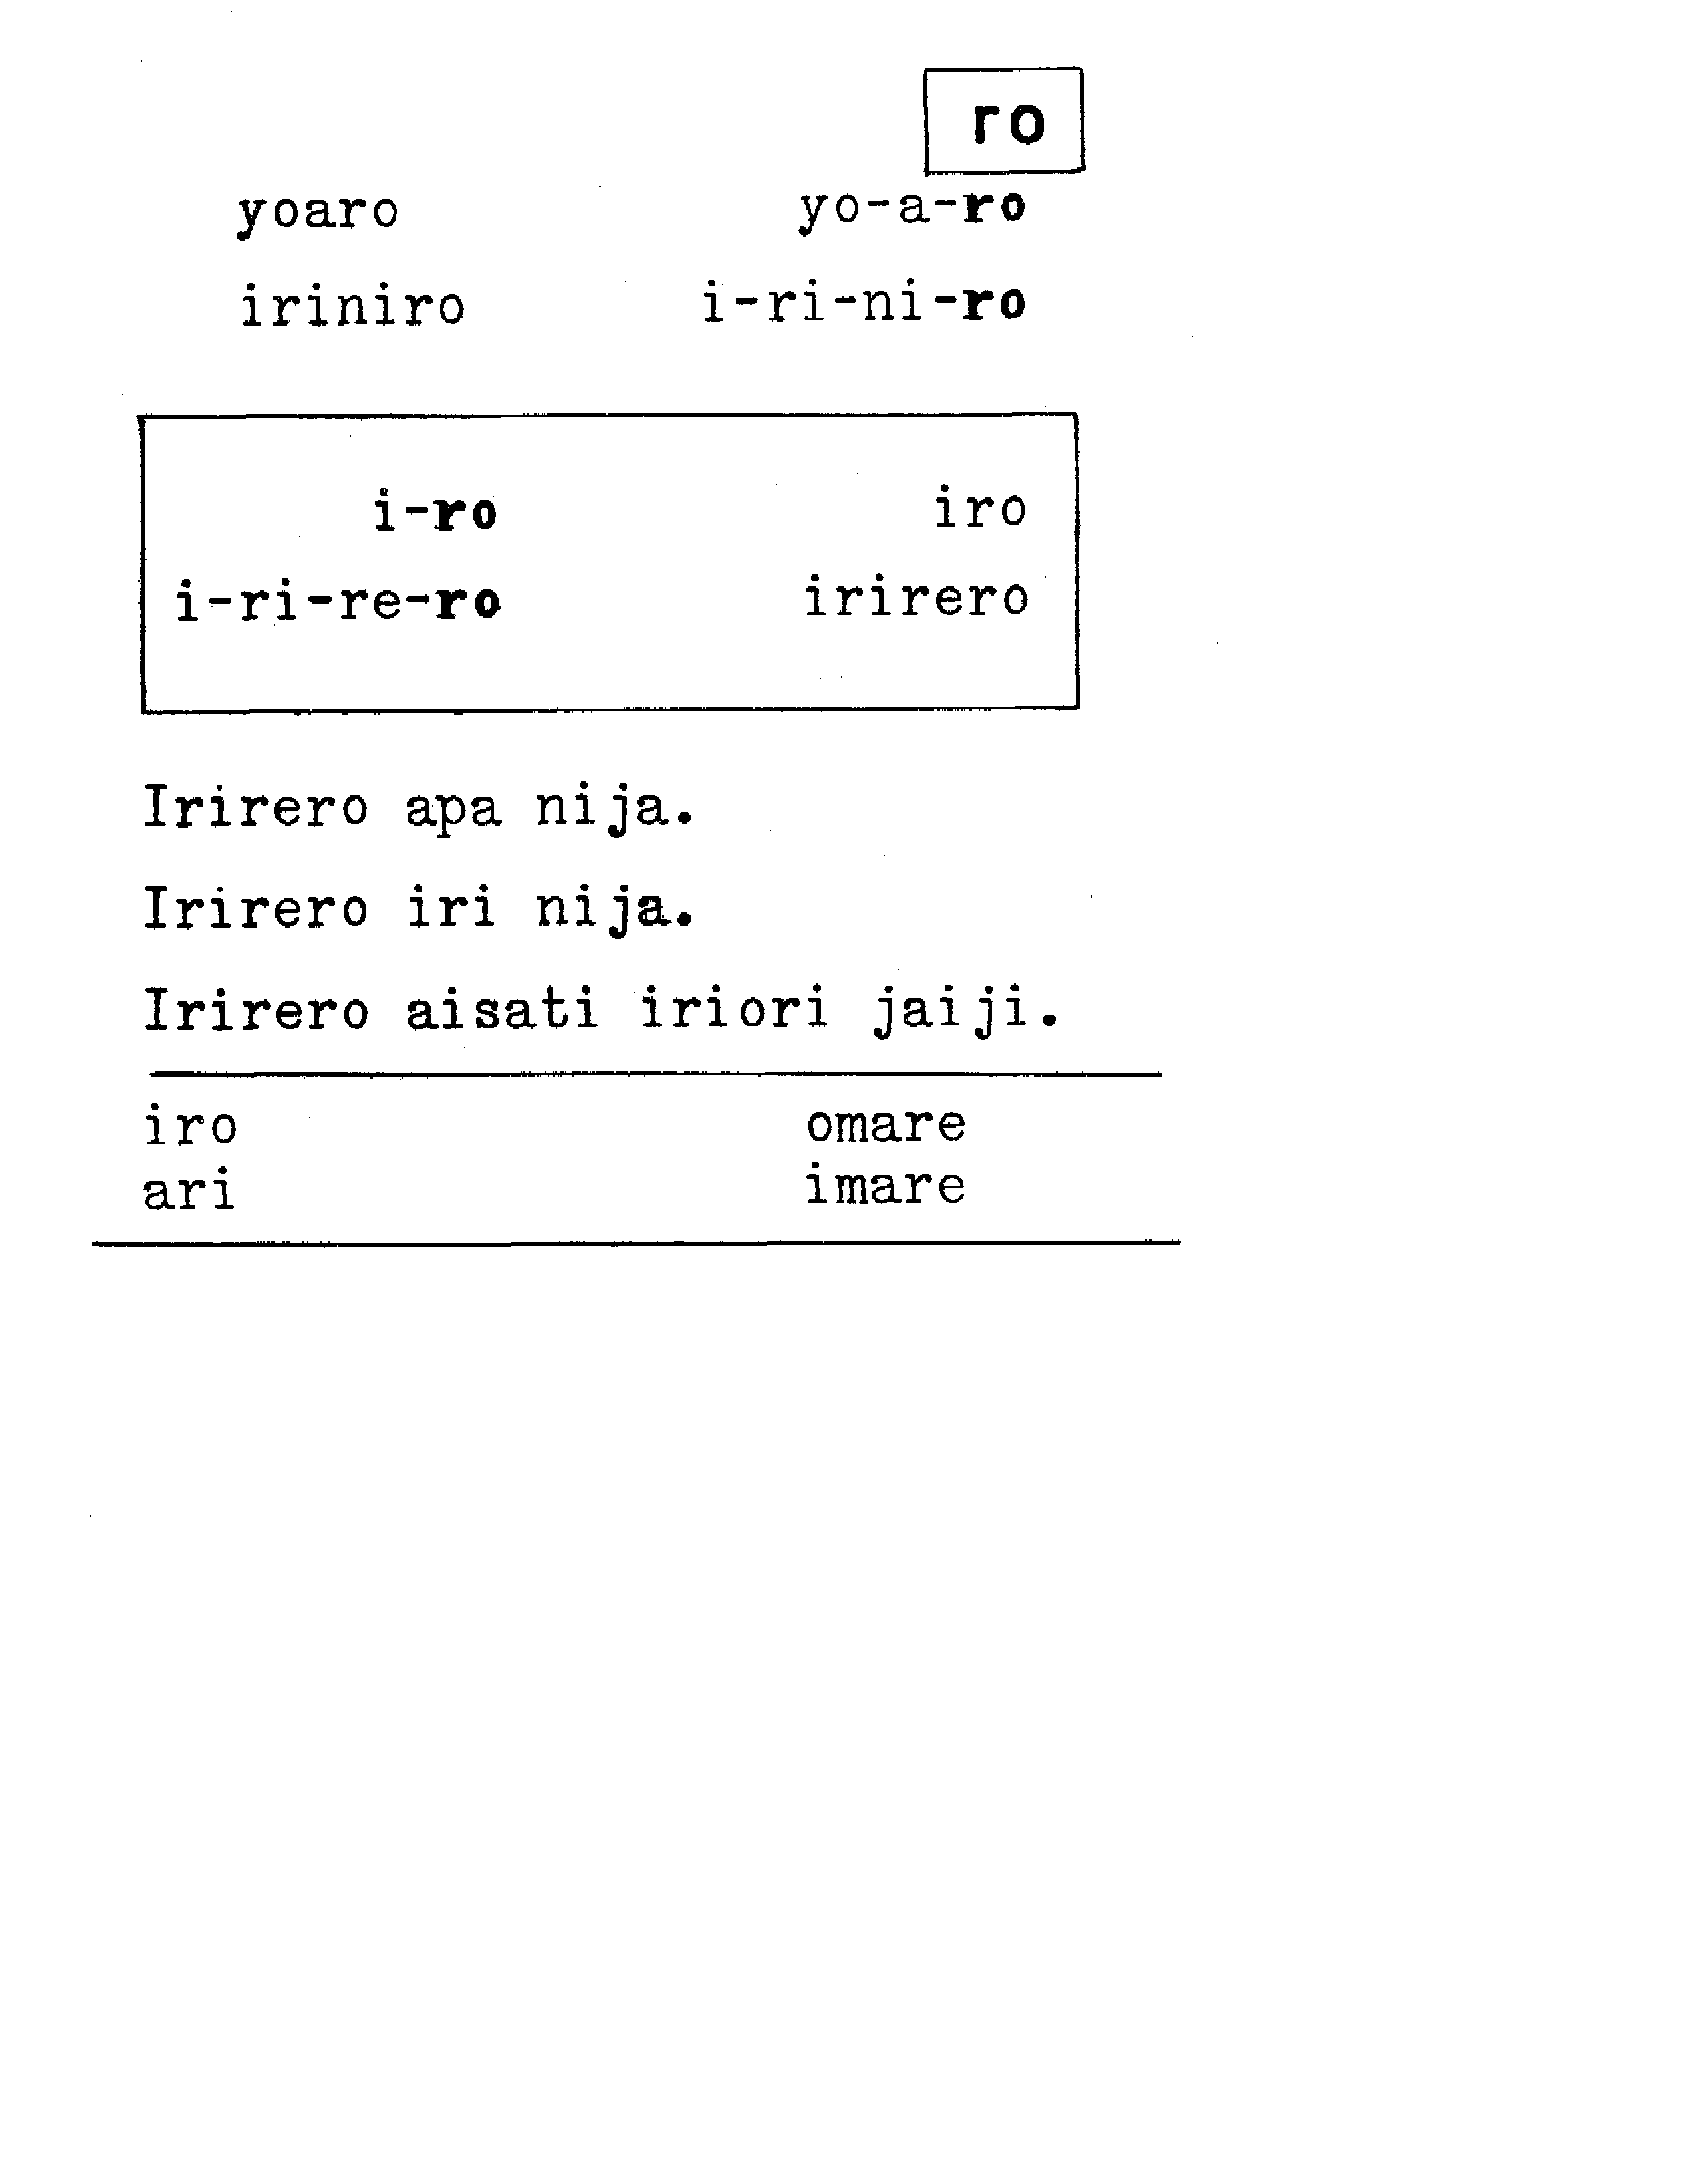 ro
yoaro yo-a-ro
iriniro i-ri-ni-ro
i-ro iro
i-ri-re-ro irirero
Irirero apa nija.
Irirero iri nija.
Irirero aisati iriori jaiji.
iro omare
ari imare